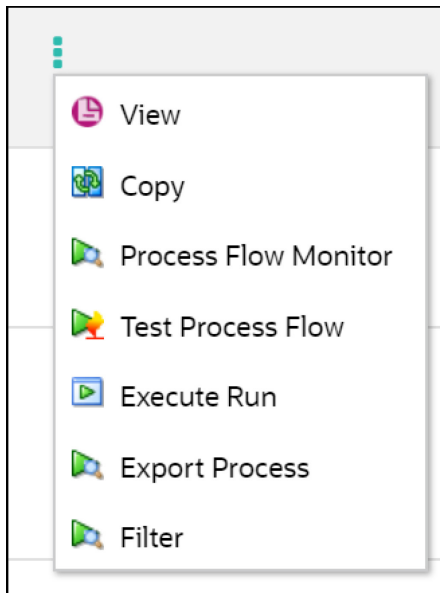 View
Copy
Process Flow Monitor
Test Process Flow
Execute Run
Export Process
Filter